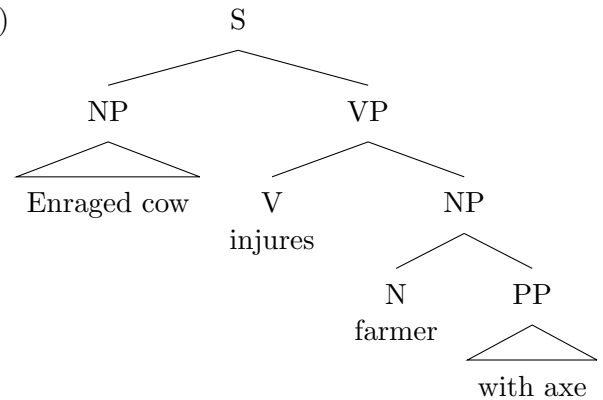 )
S
NP VP
Enraged cow V NP
injures
N PP
farmer
with axe